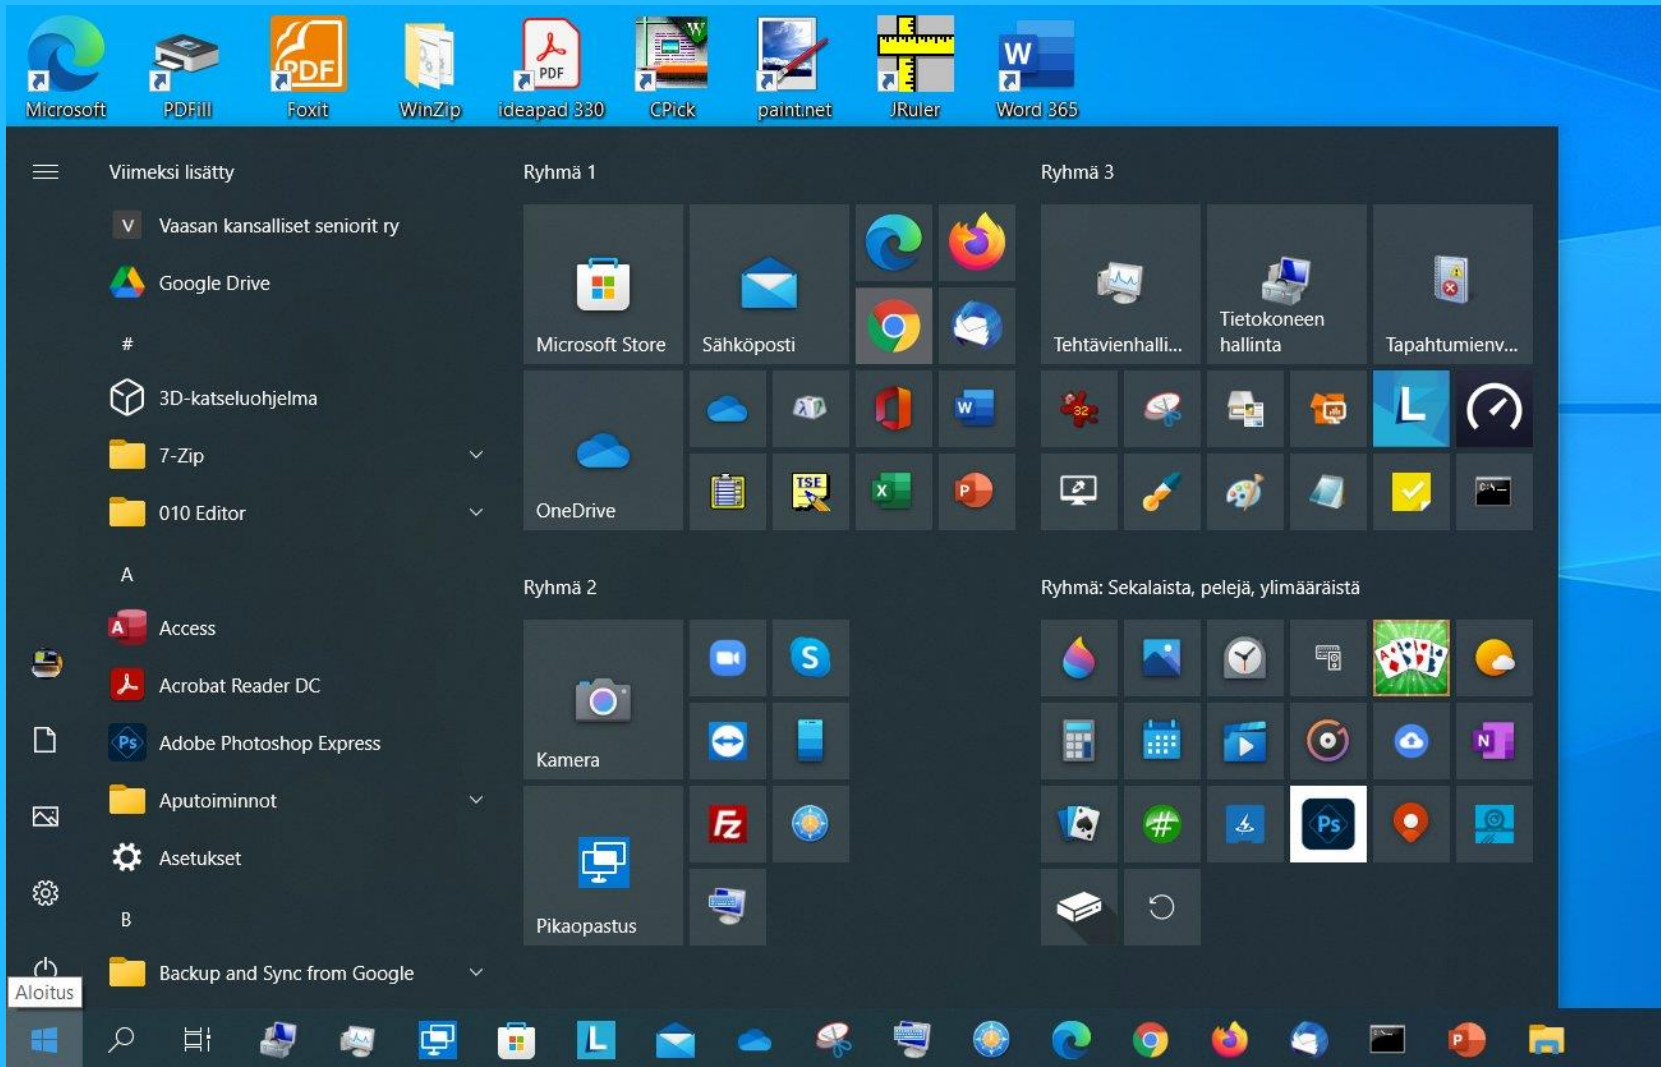 Microsoft
PDFill
Foxit
WinZip
ideapad 330
CPick
paint.net
JRuler
Word 365
Viimeksi lisätty
Vaasan kansalliset seniorit ry
Google Drive
#
3D-katseluohjelma
7-Zip
010 Editor
A
Access
Acrobat Reader DC
Adobe Photoshop Express
Aputoiminnot
Asetukset
B
Backup and Sync from Google
Aloitus
Ryhmä 1
Microsoft Store
Sähköposti
OneDrive
TSE
Ryhmä 2
Kamera
Pikaopastus
Ryhmä 3
Tehtävienhalli...
Tietokoneen
hallinta
Tapahtumienv...
32
Ryhmä: Sekalaista, pelejä, ylimääräistä